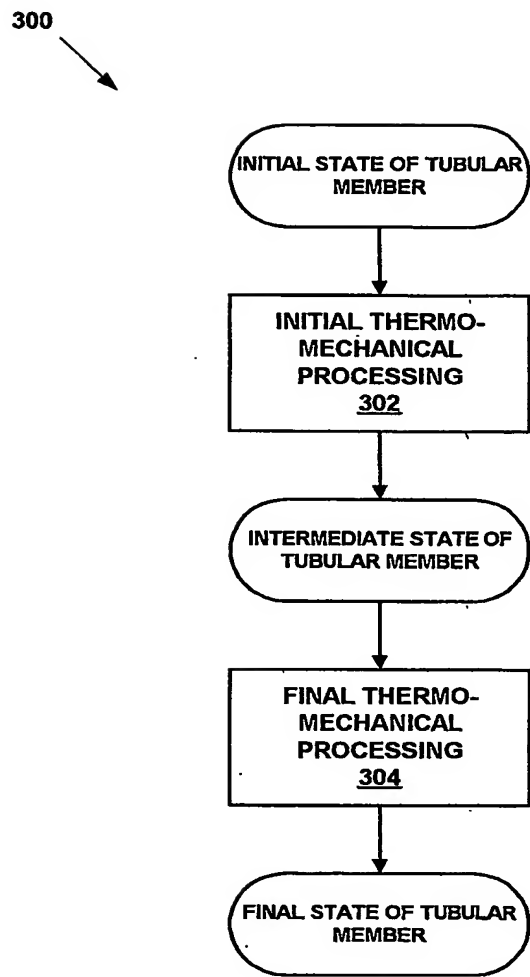 300
INITIAL STATE OF TUBULAR
MEMBER
INITIAL THERMO-
MECHANICAL
PROCESSING
302
INTERMEDIATE STATE OF
TUBULAR MEMBER
FINAL THERMO-
MECHANICAL
PROCESSING
304
FINAL STATE OF TUBULAR
MEMBER